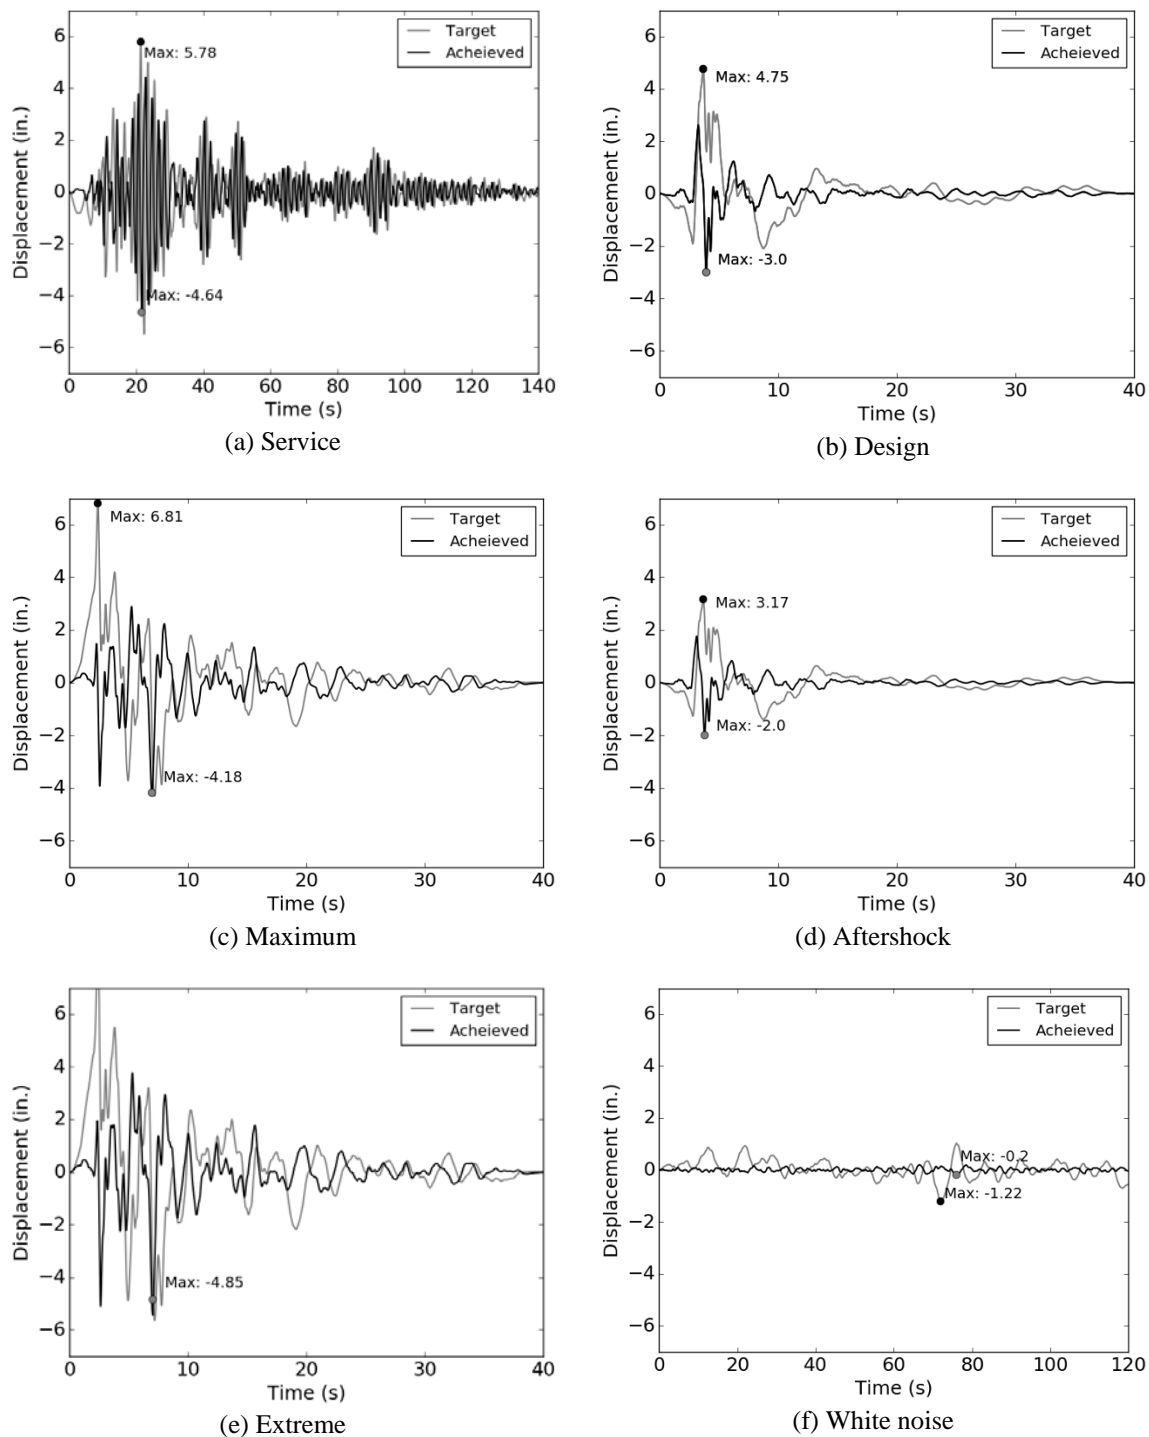 6
4
2
0
−2
−4
−6
Displacement (in.)
Target
Acheieved
Max: 5.78
Max: -4.64
0 20 40 60 80 100 120 140
Time (s)
(a) Service
6
4
2
0
−2
−4
−6
Displacement (in.)
Target
Acheieved
Max: 4.75
Max: -3.0
0 10 20 30 40
Time (s)
(b) Design
6
4
2
0
−2
−4
−6
Displacement (in.)
Target
Acheieved
Max: 6.81
Max: -4.18
0 10 20 30 40
Time (s)
(c) Maximum
6
4
2
0
−2
−4
−6
Displacement (in.)
Target
Acheieved
Max: 3.17
Max: -2.0
0 10 20 30 40
Time (s)
(d) Aftershock
6
4
2
0
−2
−4
−6
Displacement (in.)
Target
Acheieved
Max: -4.85
0 10 20 30 40
Time (s)
(e) Extreme
6
4
2
0
−2
−4
−6
Displacement (in.)
Target
Acheieved
Max: -0.2
Max: -1.22
0 20 40 60 80 100 120
Time (s)
(f) White noise